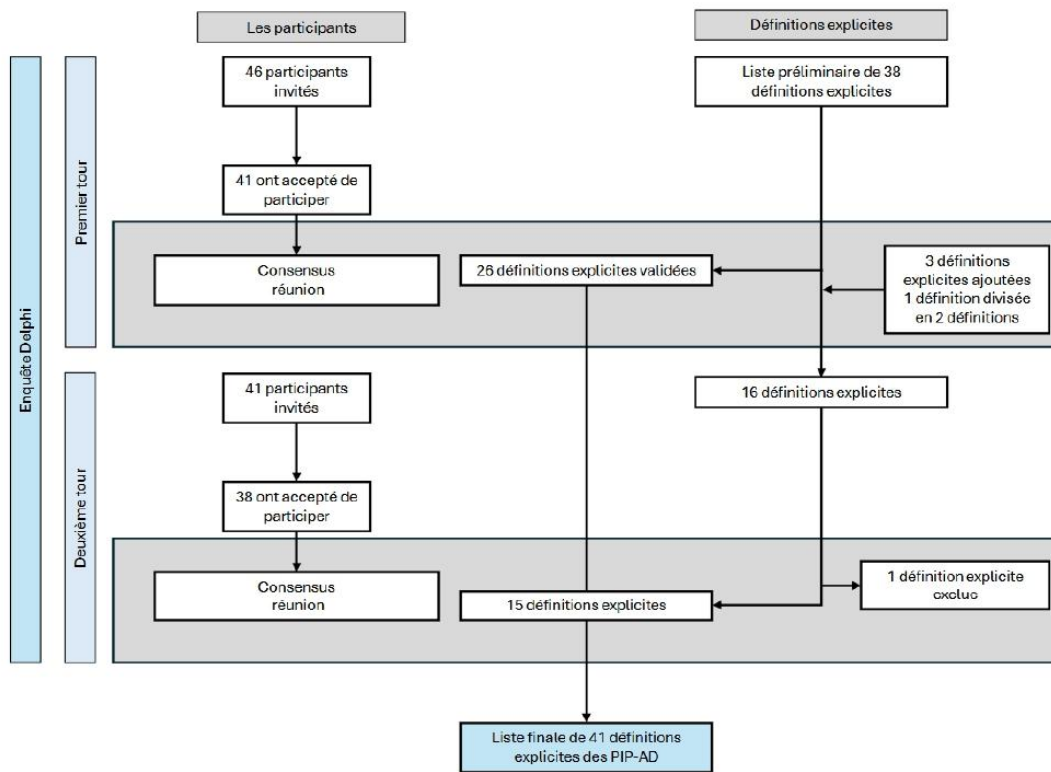 Les participants
Définitions explicites
Enquête Delphi
Premier tour
46 participants
invités
Liste préliminaire de 38
définitions explicites
41 ont accepté de
participer
Consensus
réunion
26 définitions explicites validées
3 définitions
explicites ajoutées
1 définition divisée
en 2 définitions
Deuxième tour
41 participants
invités
16 définitions explicites
38 ont accepté de
participer
Consensus
réunion
15 définitions explicites
1 définition explicite
excluc
Liste finale de 41 définitions
explicites des PIP-AD